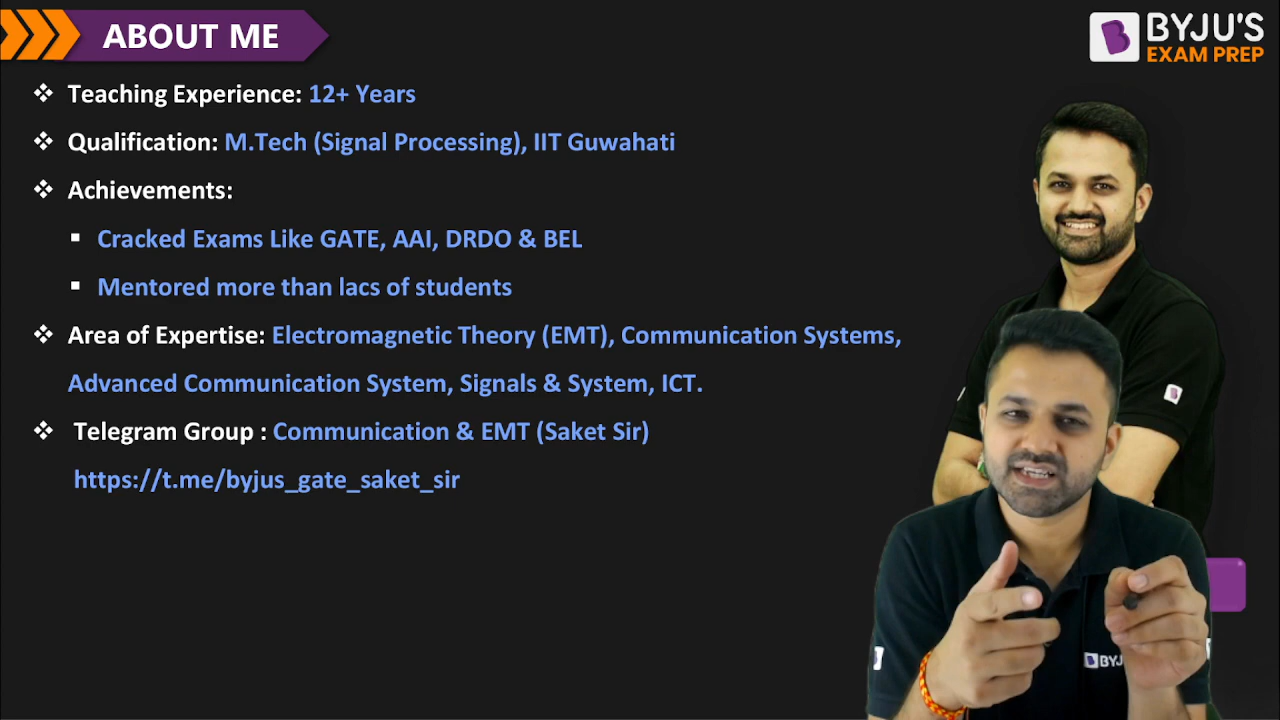 ABOUT ME
BYJU'S
EXAM PREP
❖ Teaching Experience: 12+ Years
❖ Qualification: M.Tech (Signal Processing), IIT Guwahati
❖ Achievements:
▪ Cracked Exams Like GATE, AAI, DRDO & BEL
▪ Mentored more than lacs of students
❖ Area of Expertise: Electromagnetic Theory (EMT), Communication Systems,
Advanced Communication System, Signals & System, ICT.
❖ Telegram Group : Communication & EMT (Saket Sir)
https://t.me/byjus_gate_saket_sir
BYJ